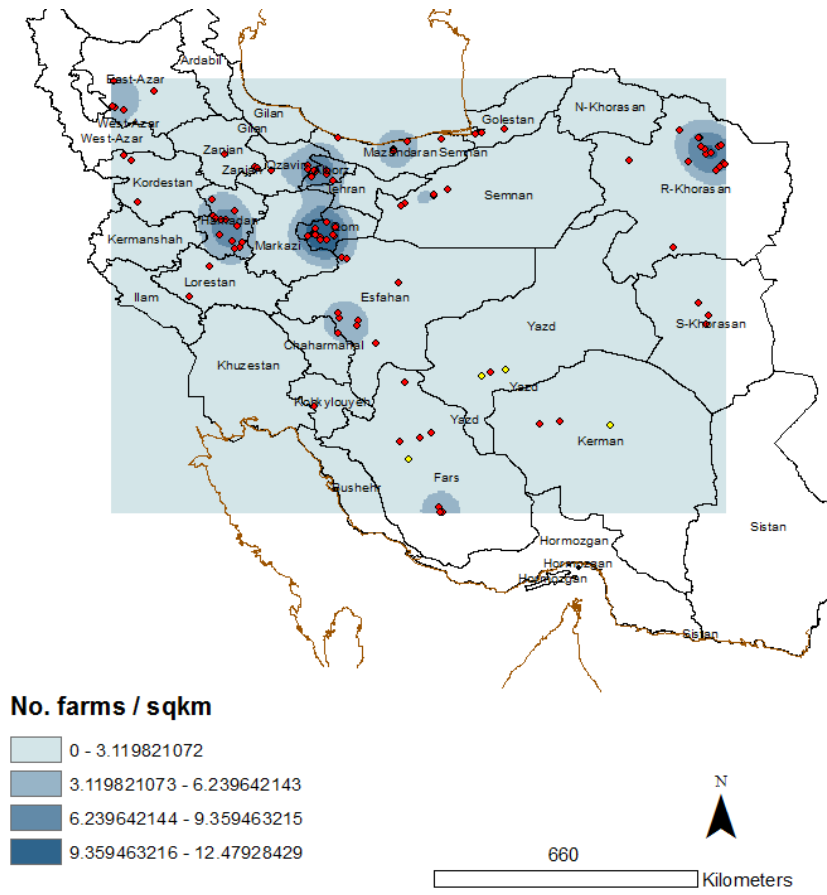 Ardabil
East-Azar
West-Azar
West-Azar
Gilan
Gilan
Golestan
N-Khorasan
Zanjan
Zanjan
Qzavin
Alborz
Mazandaran
Semnan
Tehran
R-Khorasan
Kordestan
Semnan
Hamadan
Qom
Kermanshah
Markazi
Lorestan
Ilam
Esfahan
S-Khorasan
Yazd
Chaharmahal
Khuzestan
Yazd
Kohkylouyeh
Yazd
Kerman
Fars
Bushehr
Sistan
Hormozgan
Hormozgan
Hormozgan
Sistan
No. farms / sqkm
0 - 3.119821072
3.119821073 - 6.239642143
6.239642144 - 9.359463215
9.359463216 - 12.47928429
N
660
Kilometers